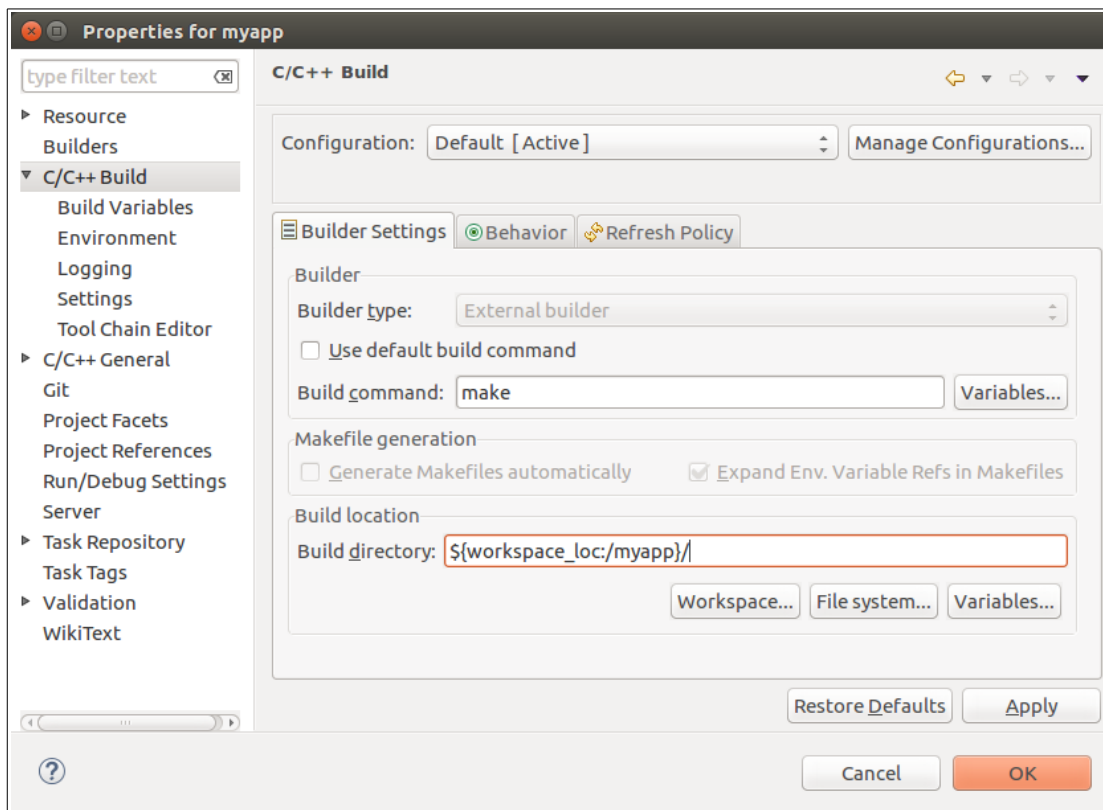 Properties for myapp
type filter text
Resource
Builders
C/C++ Build
Build Variables
Environment
Logging
Settings
Tool Chain Editor
C/C++ General
Git
Project Facets
Project References
Run/Debug Settings
Server
Task Repository
Task Tags
Validation
WikiText
C/C++ Build
Configuration: Default [Active] Manage Configurations...
Builder Settings Behavior Refresh Policy
Builder
Builder type: External builder
Use default build command
Build command: make Variables...
Makefile generation
Generate Makefiles automatically Expand Env. Variable Refs in Makefiles
Build location
Build directory: ${workspace_loc:/myapp}/
Workspace... File system... Variables...
Restore Defaults Apply
? Cancel OK